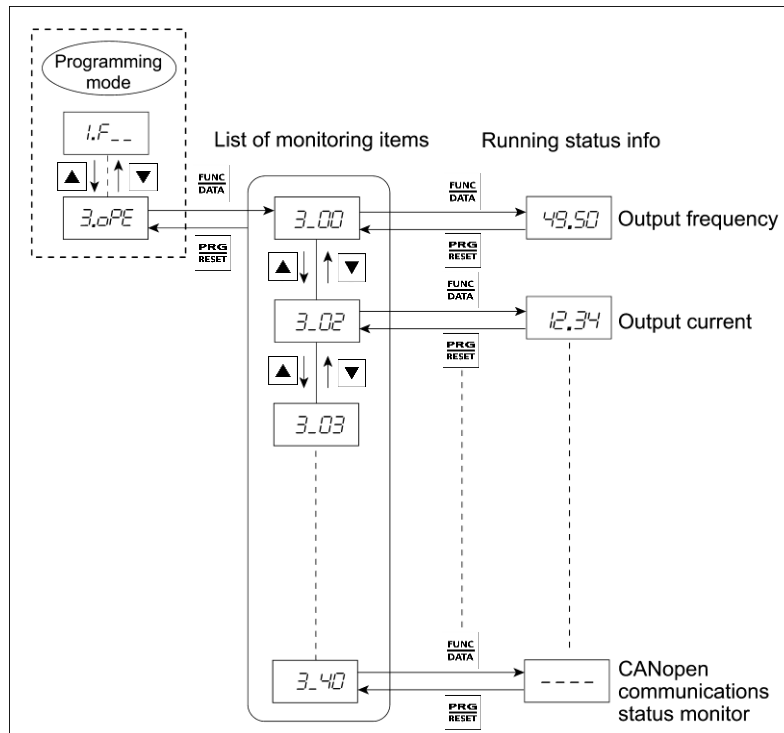 Programming
mode
1.F__
▲ ▼
3.oPE
FUNC
DATA
PRG
RESET
List of monitoring items
Running status info
3_00
FUNC
DATA
PRG
RESET
49.50
Output frequency
▲ ▼
3_02
FUNC
DATA
PRG
RESET
12.34
Output current
▲ ▼
3_03
3_40
FUNC
DATA
PRG
RESET
----
CANopen
communications
status monitor